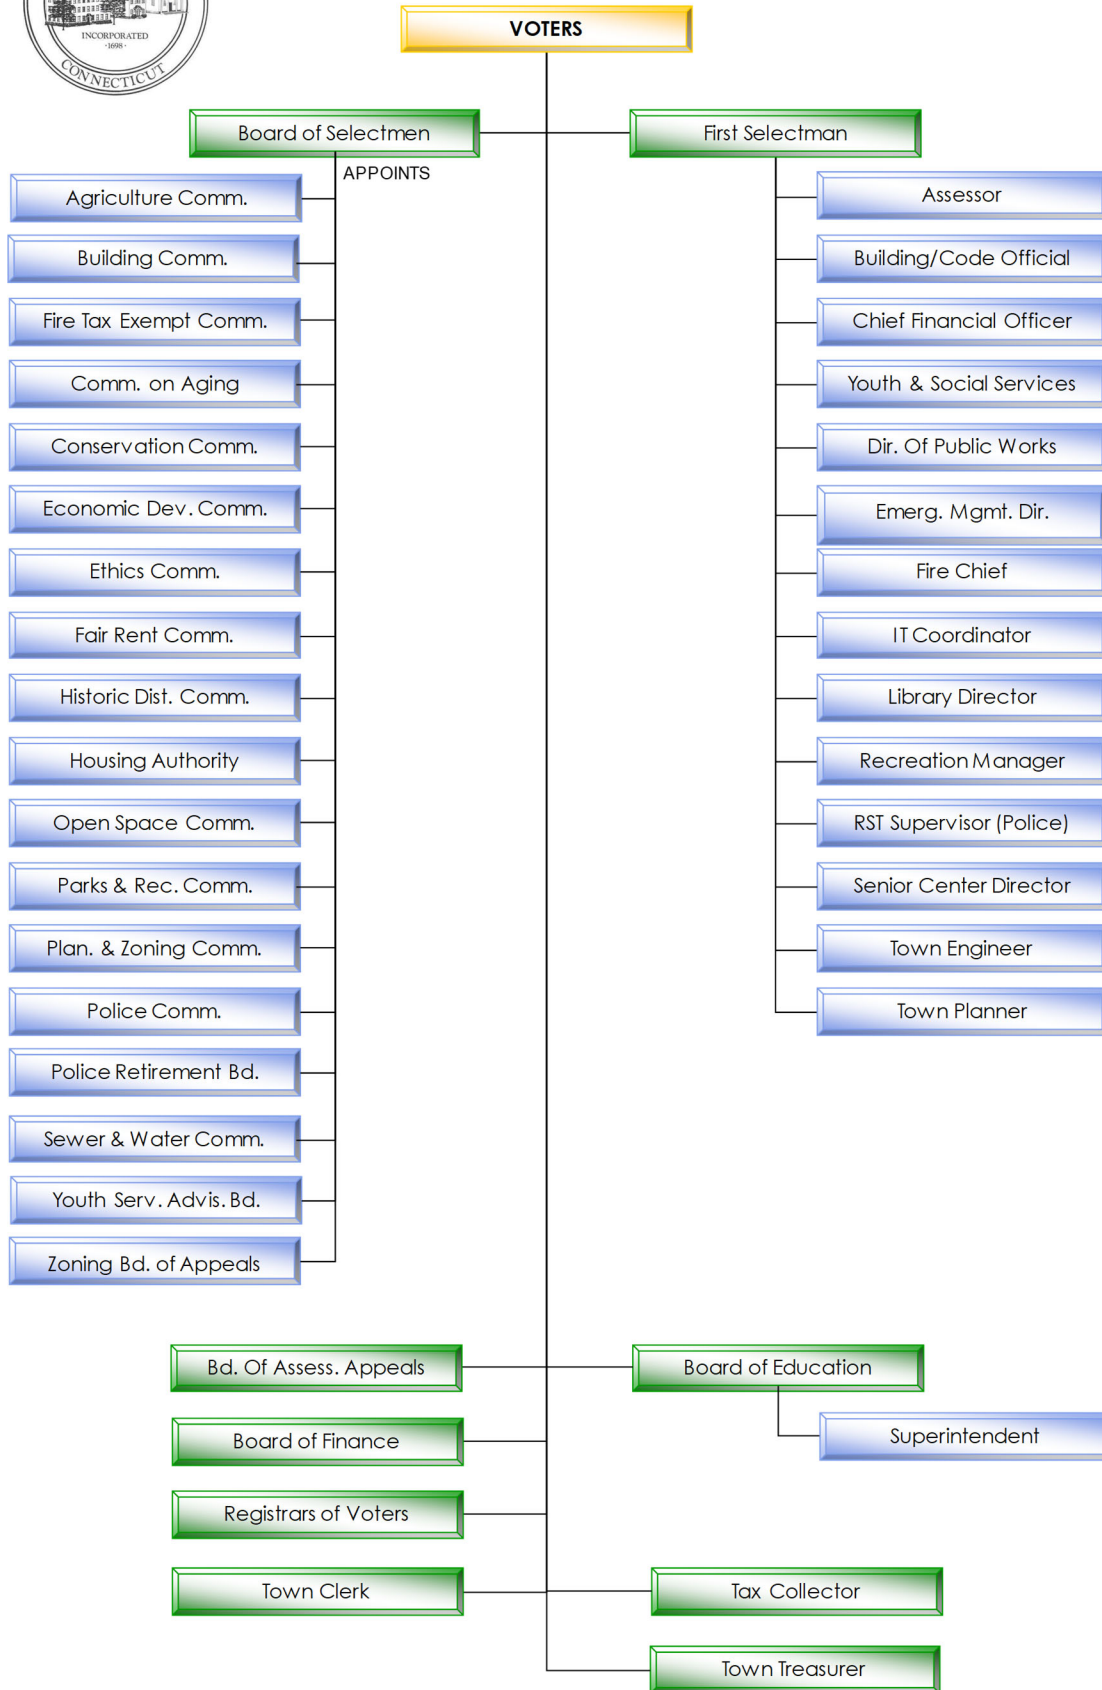 INCORPORATED
·1698·
CONNECTICUT
VOTERS
Board of Selectmen
First Selectman
APPOINTS
Agriculture Comm.
Building Comm.
Fire Tax Exempt Comm.
Comm. on Aging
Conservation Comm.
Economic Dev. Comm.
Ethics Comm.
Fair Rent Comm.
Historic Dist. Comm.
Housing Authority
Open Space Comm.
Parks & Rec. Comm.
Plan. & Zoning Comm.
Police Comm.
Police Retirement Bd.
Sewer & Water Comm.
Youth Serv. Advis. Bd.
Zoning Bd. of Appeals
Assessor
Building/Code Official
Chief Financial Officer
Youth & Social Services
Dir. Of Public Works
Emerg. Mgmt. Dir.
Fire Chief
IT Coordinator
Library Director
Recreation Manager
RST Supervisor (Police)
Senior Center Director
Town Engineer
Town Planner
Bd. Of Assess. Appeals
Board of Education
Superintendent
Board of Finance
Registrars of Voters
Town Clerk
Tax Collector
Town Treasurer